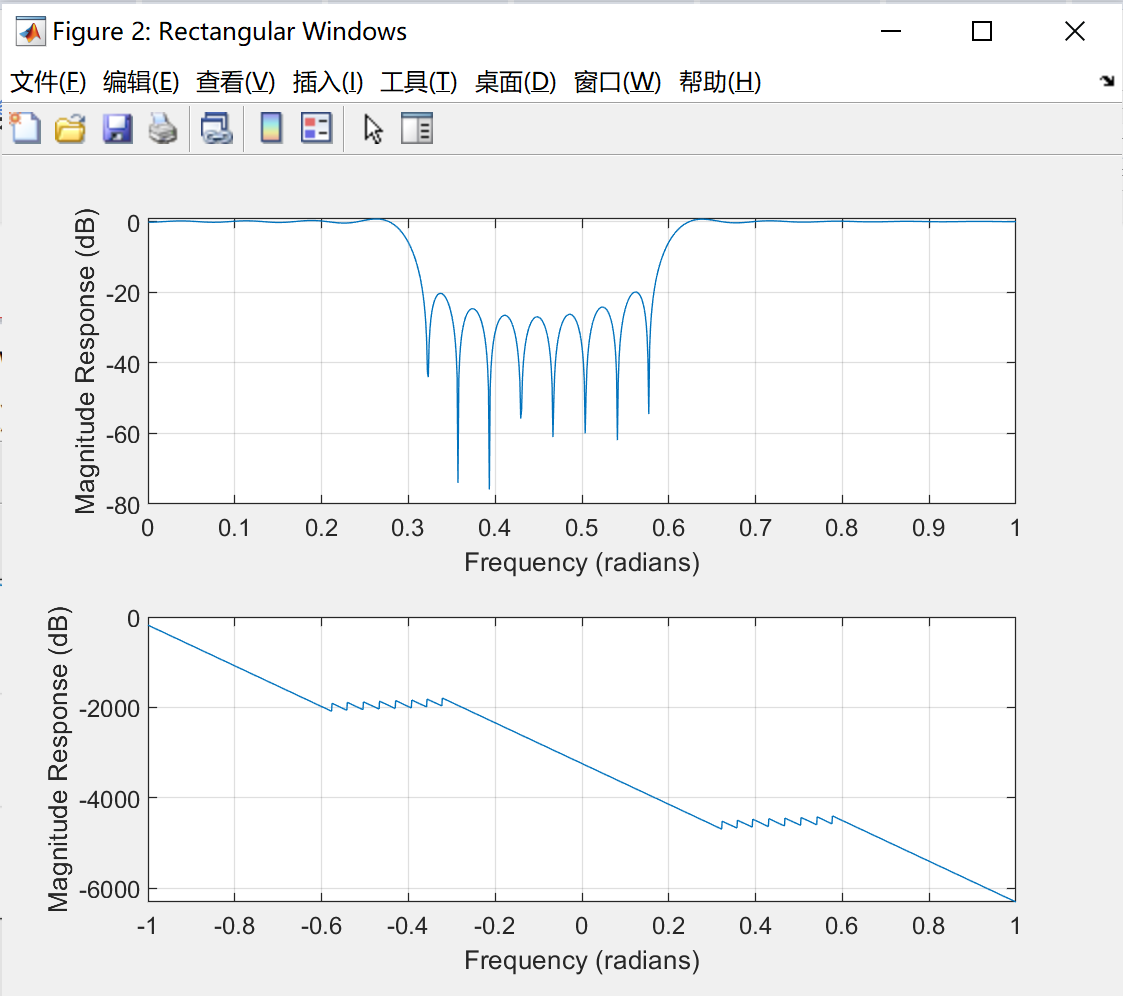 Figure 2: Rectangular Windows
文件(F) 编辑(E) 查看(V) 插入(I) 工具(T) 桌面(D) 窗口(W) 帮助(H)
Magnitude Response (dB)
0
-20
-40
-60
-80
0 0.1 0.2 0.3 0.4 0.5 0.6 0.7 0.8 0.9 1
Frequency (radians)
Magnitude Response (dB)
0
-2000
-4000
-6000
-1 -0.8 -0.6 -0.4 -0.2 0 0.2 0.4 0.6 0.8 1
Frequency (radians)